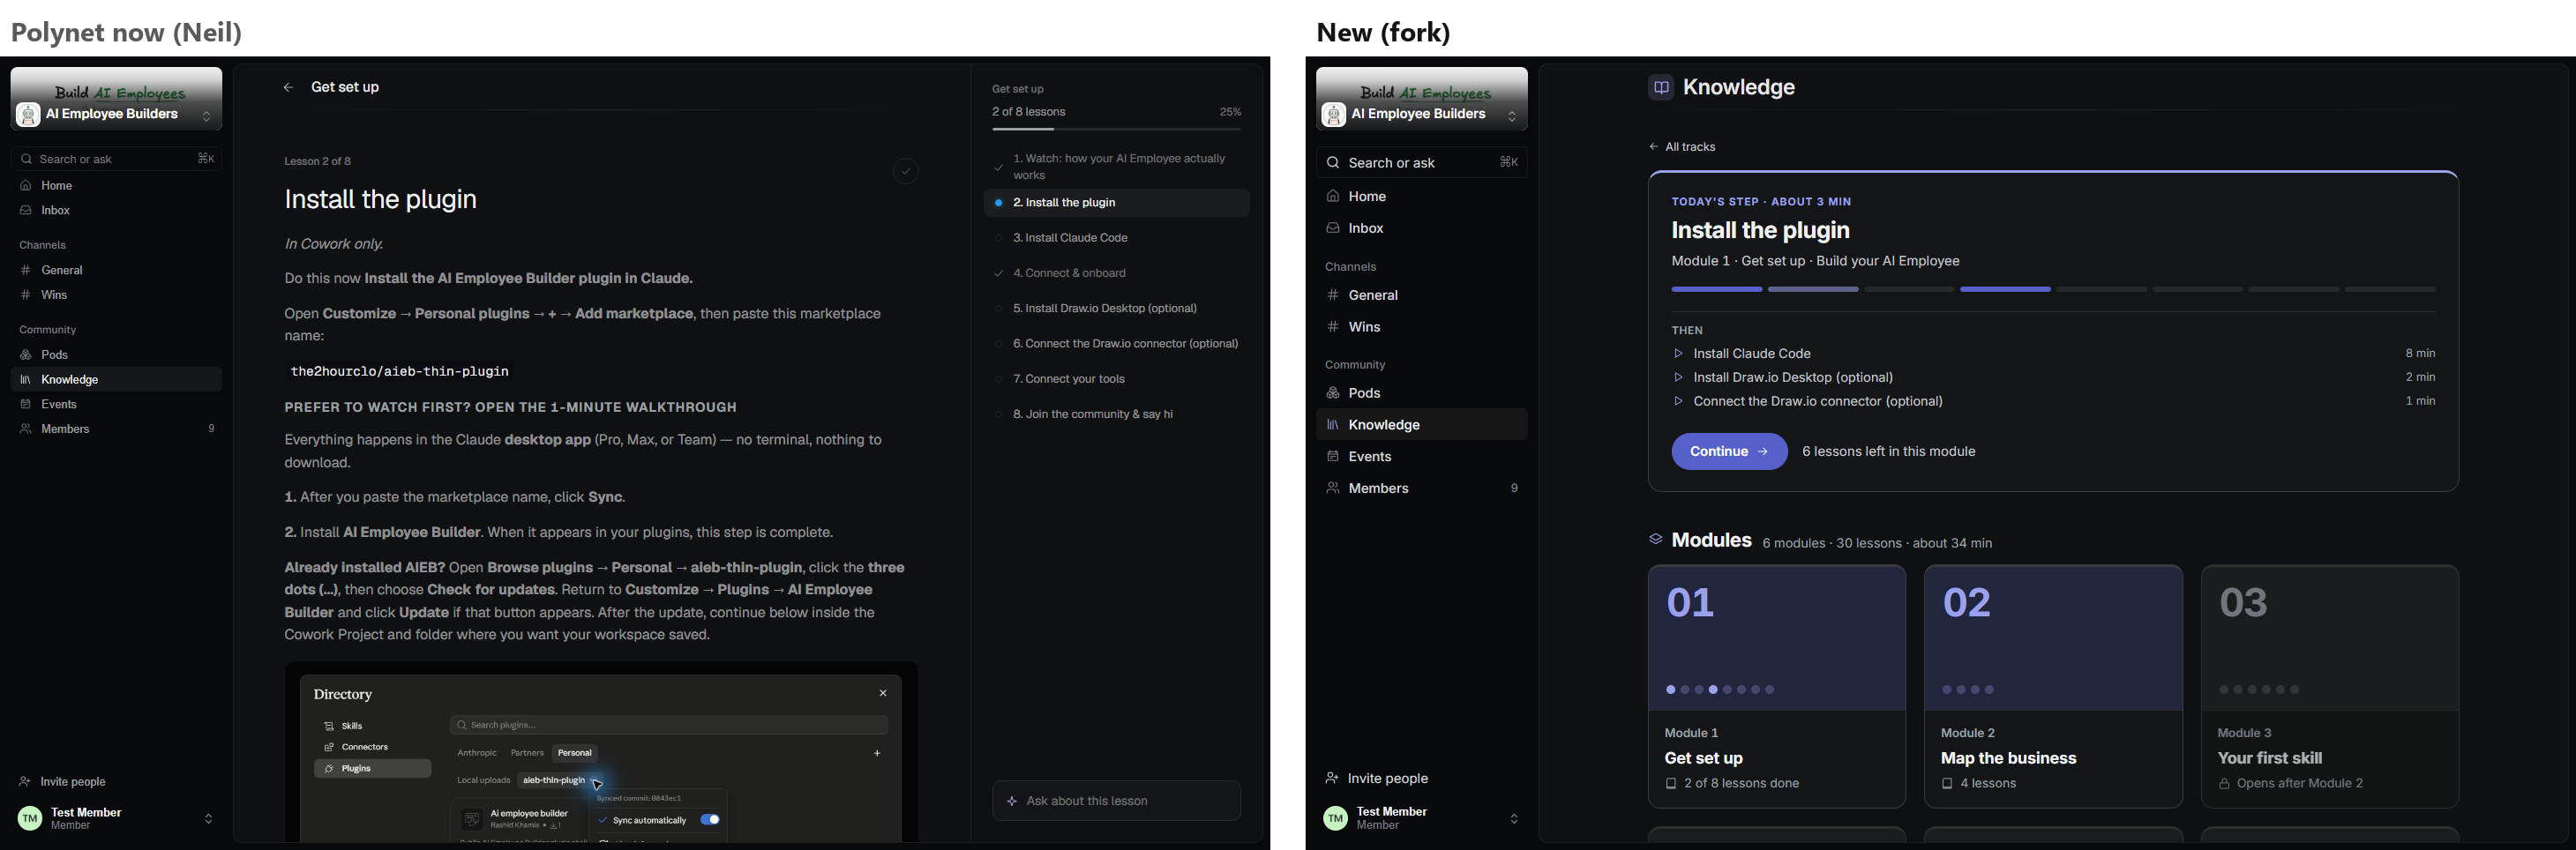 Polynet now (Neil)
Build AI Employees
AI Employee Builders
Search or ask
⌘K
Home
Inbox
Channels
# General
# Wins
Community
Pods
Knowledge
Events
Members
9
Invite people
TM
Test Member
Member
← Get set up
Lesson 2 of 8
Install the plugin
In Cowork only.
Do this now Install the AI Employee Builder plugin in Claude.
Open Customize → Personal plugins → + → Add marketplace, then paste this marketplace
name:
the2hourclo/aieb-thin-plugin
PREFER TO WATCH FIRST? OPEN THE 1-MINUTE WALKTHROUGH
Everything happens in the Claude desktop app (Pro, Max, or Team) — no terminal, nothing to
download.
1. After you paste the marketplace name, click Sync.
2. Install AI Employee Builder. When it appears in your plugins, this step is complete.
Already installed AIEB? Open Browse plugins → Personal → aieb-thin-plugin, click the three
dots (...), then choose Check for updates. Return to Customize → Plugins → AI Employee
Builder and click Update if that button appears. After the update, continue below inside the
Cowork Project and folder where you want your workspace saved.
Directory
Skills
Connectors
Plugins
Search plugins...
Anthropic
Partners
Personal
+
Local uploads
aieb-thin-plugin
Synced commit: 0843ec1
Ai employee builder
Rashid Khamis • 1
Sync automatically
Get set up
2 of 8 lessons
25%
1. Watch: how your AI Employee actually
works
2. Install the plugin
3. Install Claude Code
4. Connect & onboard
5. Install Draw.io Desktop (optional)
6. Connect the Draw.io connector (optional)
7. Connect your tools
8. Join the community & say hi
Ask about this lesson
New (fork)
Build AI Employees
AI Employee Builders
Search or ask
⌘K
Home
Inbox
Channels
# General
# Wins
Community
Pods
Knowledge
Events
Members
9
Invite people
TM
Test Member
Member
Knowledge
← All tracks
TODAY'S STEP · ABOUT 3 MIN
Install the plugin
Module 1 · Get set up · Build your AI Employee
THEN
Install Claude Code
8 min
Install Draw.io Desktop (optional)
2 min
Connect the Draw.io connector (optional)
1 min
Continue →
6 lessons left in this module
Modules
6 modules · 30 lessons · about 34 min
01
Module 1
Get set up
2 of 8 lessons done
02
Module 2
Map the business
4 lessons
03
Module 3
Your first skill
Opens after Module 2